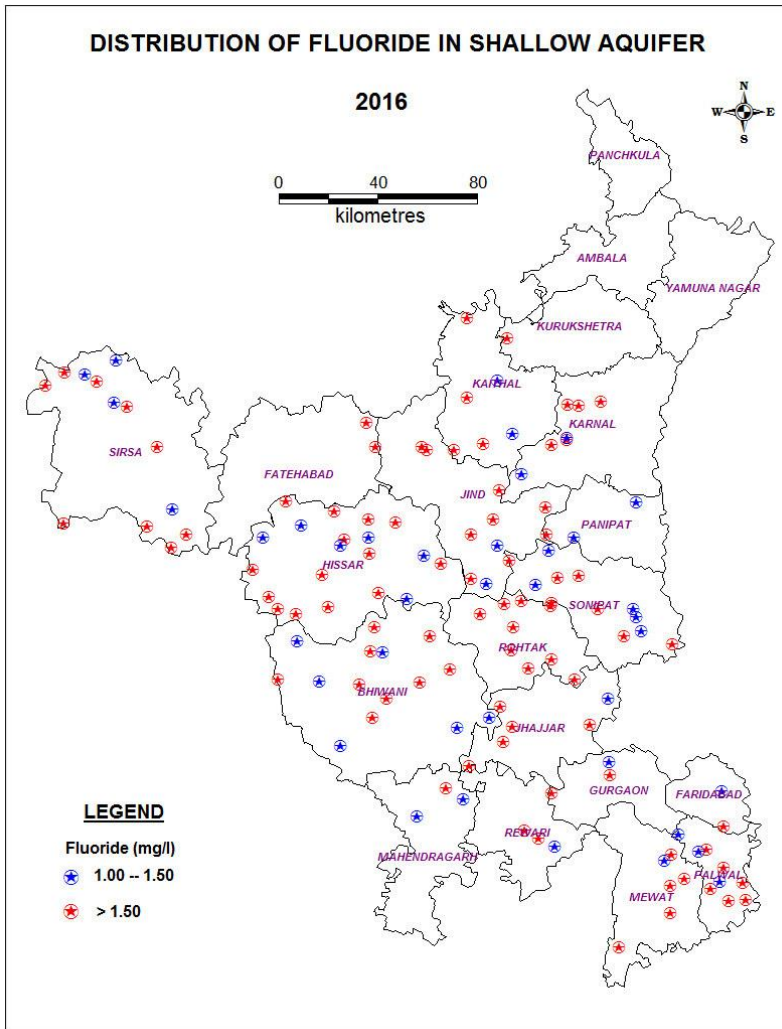 DISTRIBUTION OF FLUORIDE IN SHALLOW AQUIFER
2016
N
W E
S
PANCHKULA
0 40 80
kilometres
AMBALA
YAMUNA NAGAR
KURUKSHETRA
KAITHAL
KARNAL
SIRSA
FATEHABAD
JIND
PANIPAT
HISSAR
SONIPAT
ROHTAK
BHIWANI
JHAJJAR
GURGAON
FARIDABAD
REWARI
MAHENDRAGARH
PALWAL
MEWAT
LEGEND
Fluoride (mg/l)
1.00 -- 1.50
> 1.50